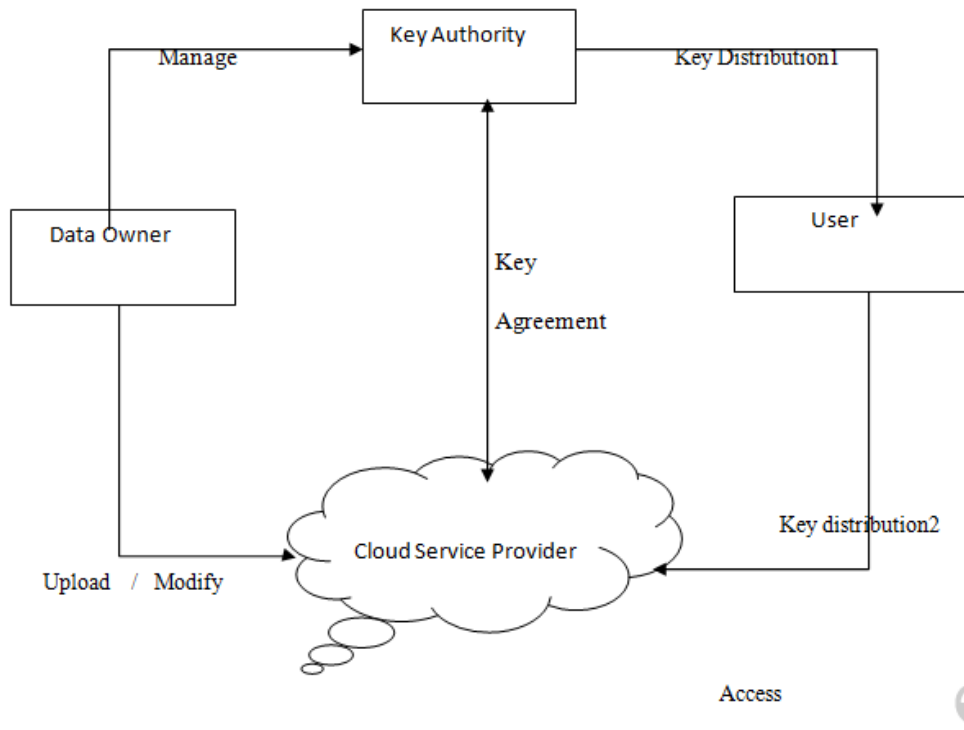 Key Authority
Manage
Key Distribution1
Data Owner
User
Key
Agreement
Key distribution2
Cloud Service Provider
Upload / Modify
Access